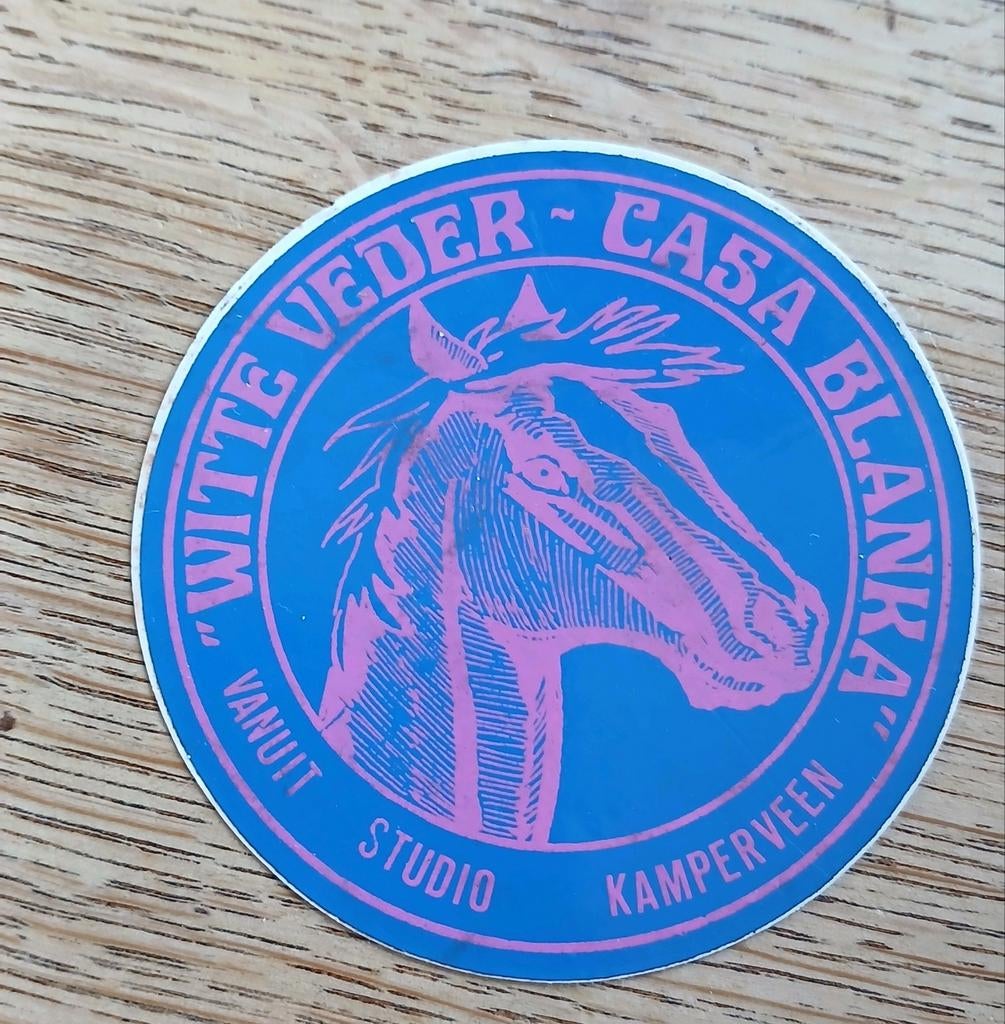 "WITTE VEDER - CASA BLANKA"
VANUIT STUDIO KAMPERVEEN